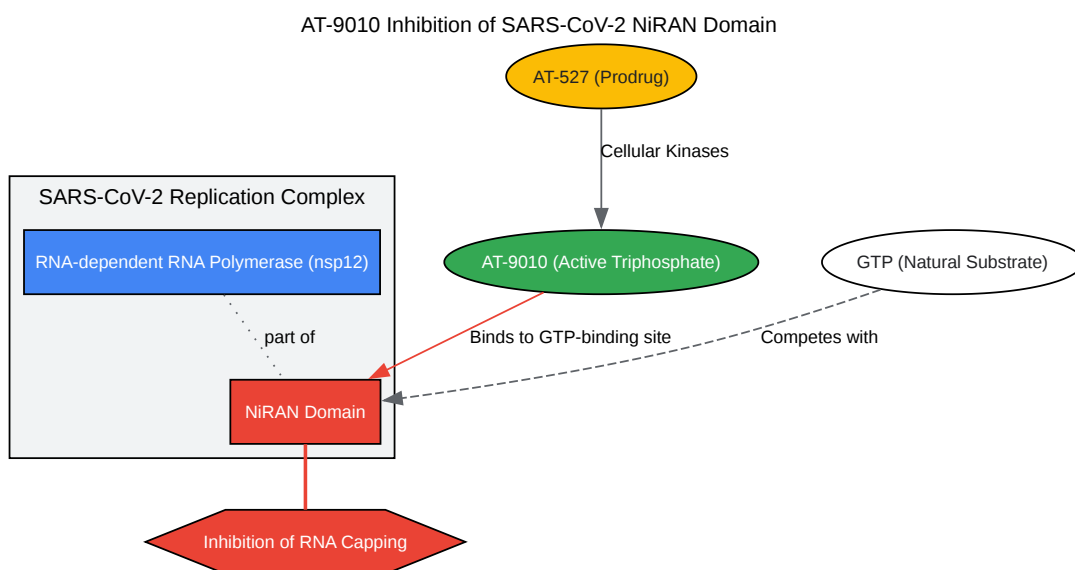 AT-9010 Inhibition of SARS-CoV-2 NiRAN Domain
AT-527 (Prodrug)
Cellular Kinases
SARS-CoV-2 Replication Complex
RNA-dependent RNA Polymerase (nsp12)
AT-9010 (Active Triphosphate)
GTP (Natural Substrate)
part of
Binds to GTP-binding site
Competes with
NiRAN Domain
Inhibition of RNA Capping